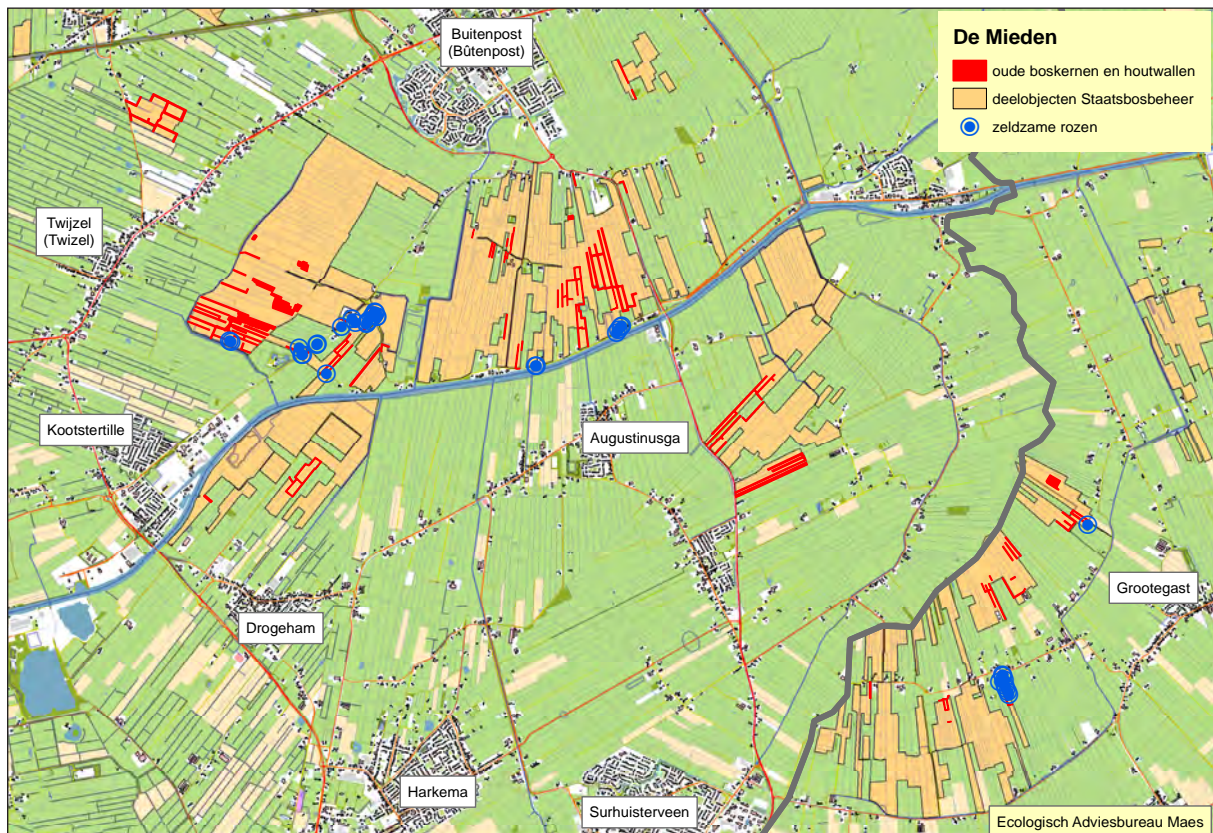 De Mieden
oude boskernen en houtwallen
deelobjecten Staatsbosbeheer
zeldzame rozen
Buitenpost
(Bûtenpost)
Twijzel
(Twizel)
Kootstertille
Augustinusga
Drogeham
Grootegast
Harkema
Surhuisterveen
Ecologisch Adviesbureau Maes